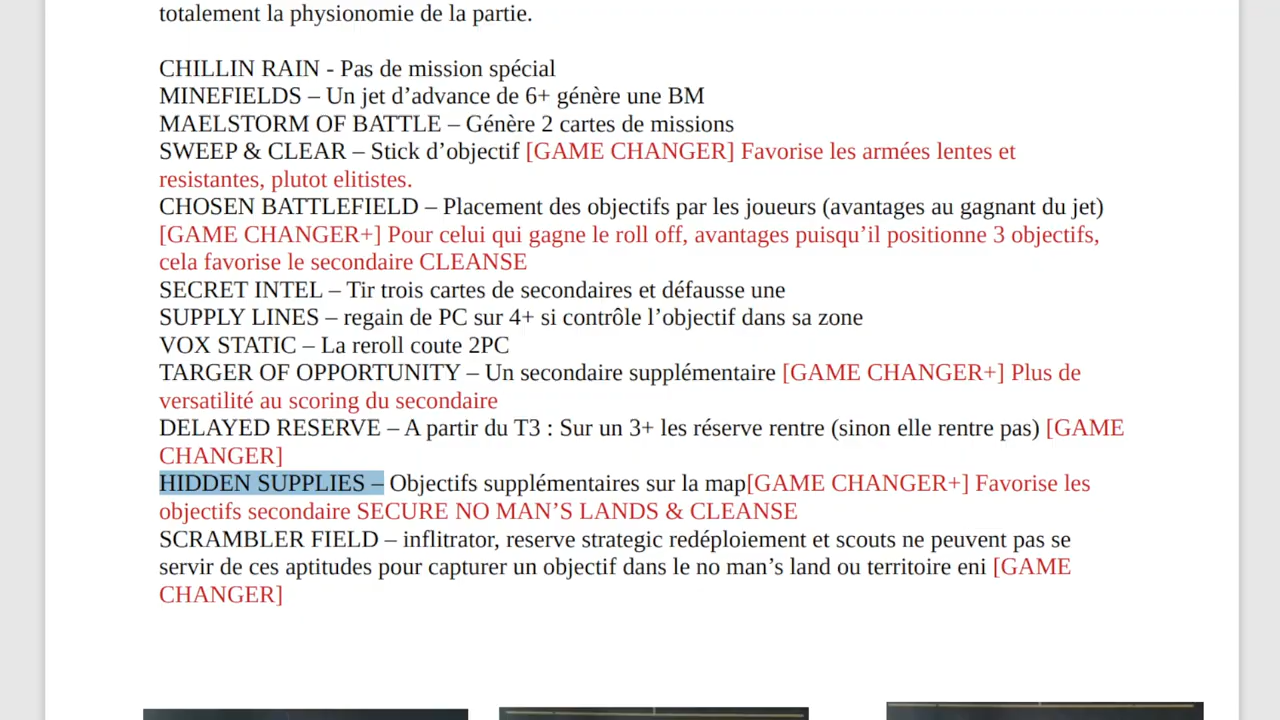 totalement la physionomie de la partie.
CHILLIN RAIN - Pas de mission spécial
MINEFIELDS – Un jet d’advance de 6+ génère une BM
MAELSTORM OF BATTLE – Génère 2 cartes de missions
SWEEP & CLEAR – Stick d’objectif [GAME CHANGER] Favorise les armées lentes et
resistantes, plutot elitistes.
CHOSEN BATTLEFIELD – Placement des objectifs par les joueurs (avantages au gagnant du jet)
[GAME CHANGER+] Pour celui qui gagne le roll off, avantages puisqu’il positionne 3 objectifs,
cela favorise le secondaire CLEANSE
SECRET INTEL – Tir trois cartes de secondaires et défausse une
SUPPLY LINES – regain de PC sur 4+ si contrôle l’objectif dans sa zone
VOX STATIC – La reroll coute 2PC
TARGER OF OPPORTUNITY – Un secondaire supplémentaire [GAME CHANGER+] Plus de
versatilité au scoring du secondaire
DELAYED RESERVE – A partir du T3 : Sur un 3+ les réserve rentre (sinon elle rentre pas) [GAME
CHANGER]
HIDDEN SUPPLIES – Objectifs supplémentaires sur la map[GAME CHANGER+] Favorise les
objectifs secondaire SECURE NO MAN’S LANDS & CLEANSE
SCRAMBLER FIELD – inflitrator, reserve strategic redéploiement et scouts ne peuvent pas se
servir de ces aptitudes pour capturer un objectif dans le no man’s land ou territoire eni [GAME
CHANGER]